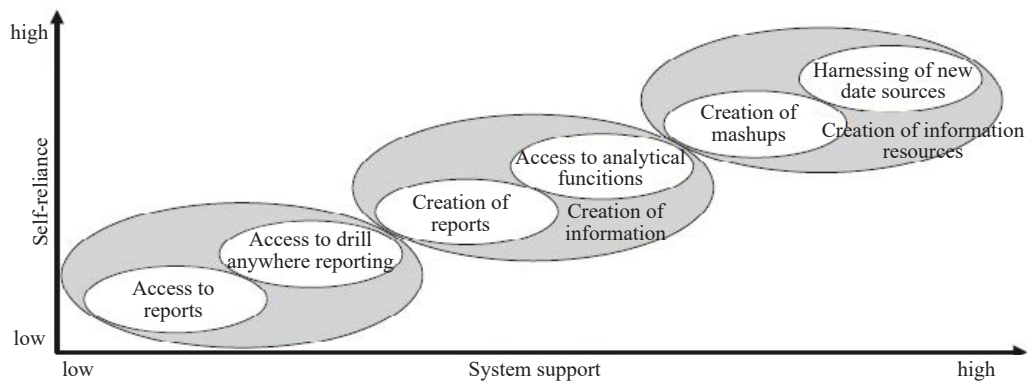 high
Self-reliance
low
low
System support
high
Access to
reports
Access to drill
anywhere reporting
Creation of
reports
Access to analytical
funcitions
Creation of
information
Creation of
mashups
Harnessing of new
date sources
Creation of information
resources